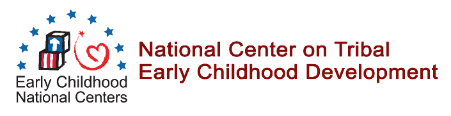 Early Childhood
National Centers
National Center on Tribal
Early Childhood Development